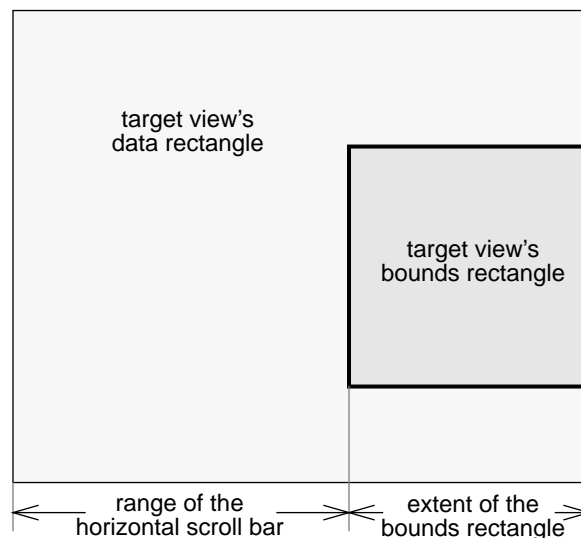 target view's
data rectangle
target view's
bounds rectangle
range of the
horizontal scroll bar
extent of the
bounds rectangle